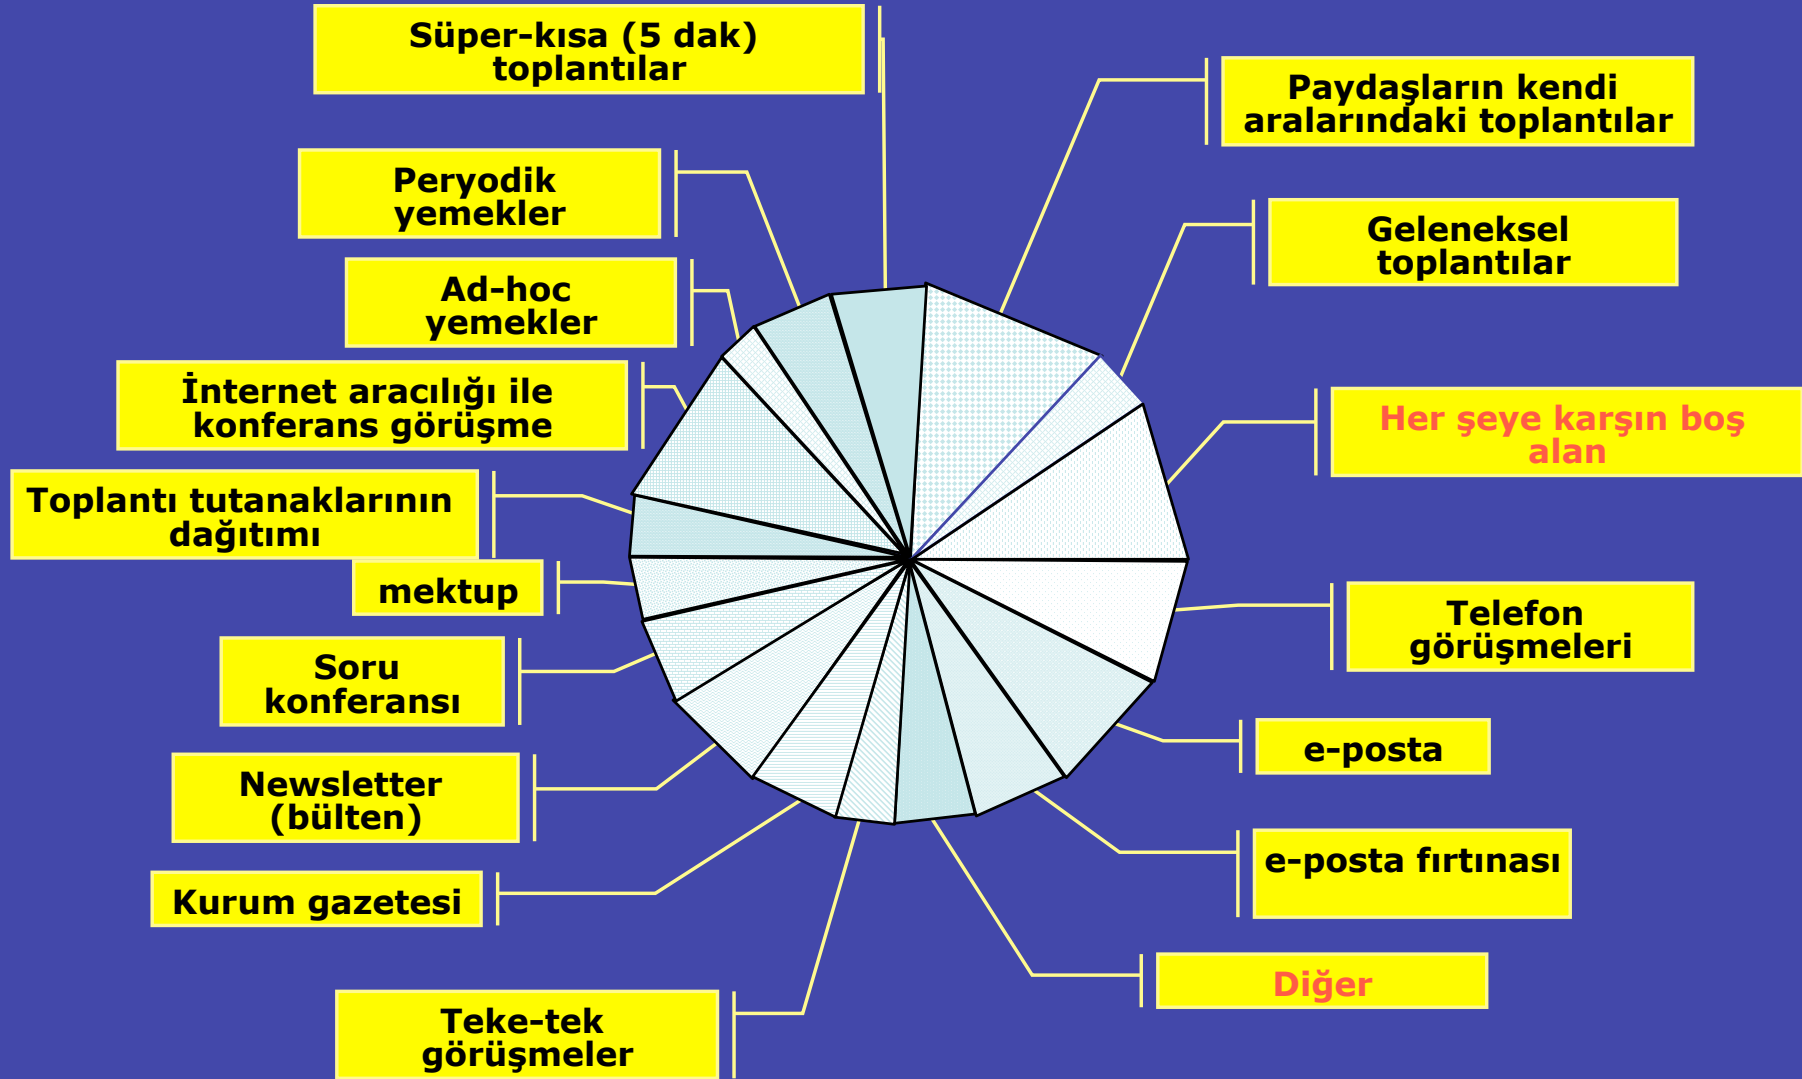 Süper-kısa (5 dak)
toplantılar
Paydaşların kendi
aralarındaki toplantılar
Peryodik
yemekler
Geleneksel
toplantılar
Ad-hoc
yemekler
İnternet aracılığı ile
konferans görüşme
Her şeye karşın boş
alan
Toplantı tutanaklarının
dağıtımı
mektup
Telefon
görüşmeleri
Soru
konferansı
e-posta
Newsletter
(bülten)
e-posta fırtınası
Kurum gazetesi
Diğer
Teke-tek
görüşmeler